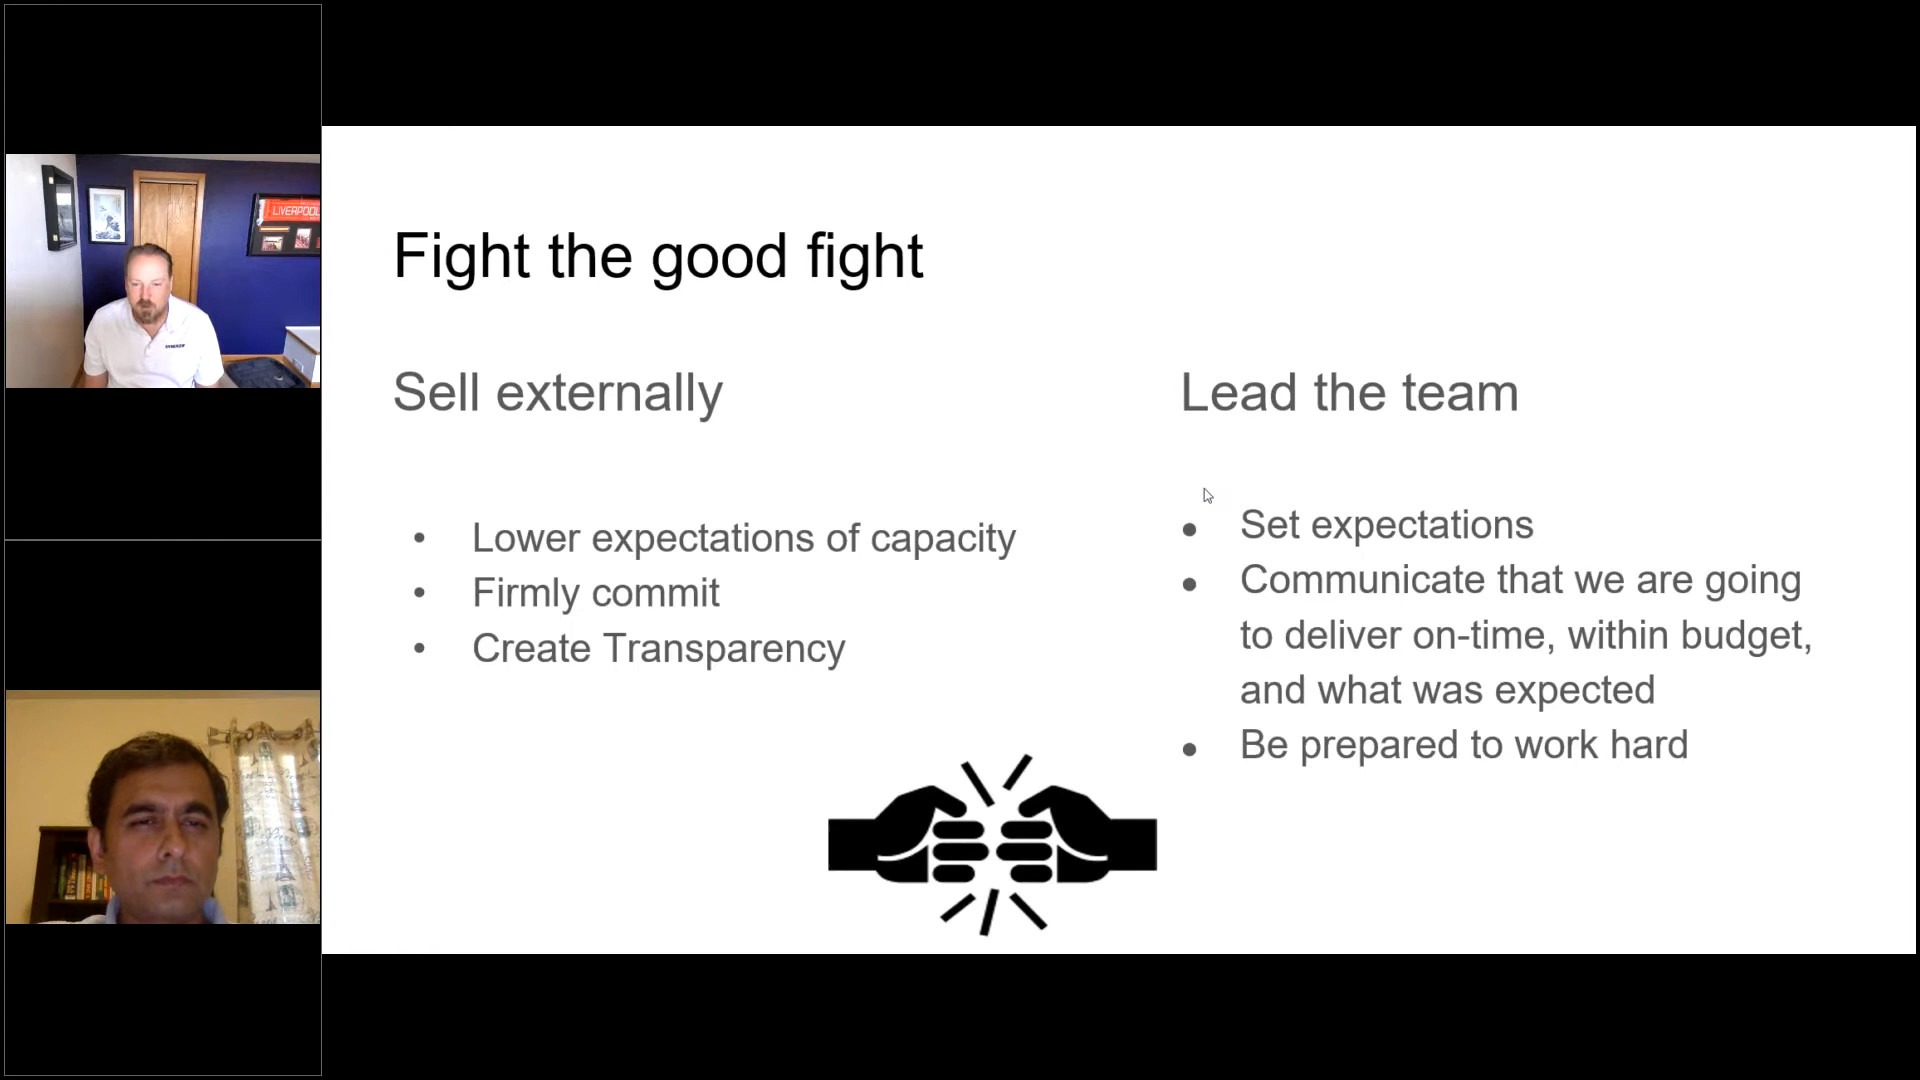 LIVERPOOL
SYNERZIP
Fight the good fight
Sell externally
• Lower expectations of capacity
• Firmly commit
• Create Transparency
Lead the team
• Set expectations
• Communicate that we are going
to deliver on-time, within budget,
and what was expected
• Be prepared to work hard